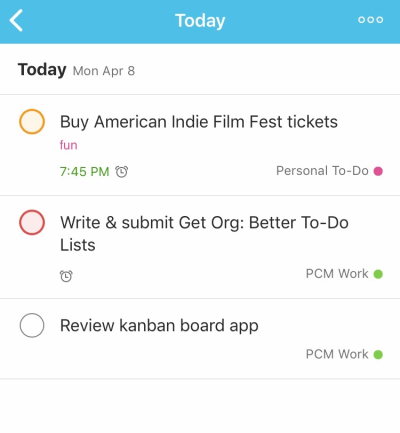 Today
Today Mon Apr 8
Buy American Indie Film Fest tickets
fun
7:45 PM Personal To-Do
Write & submit Get Org: Better To-Do
Lists
PCM Work
Review kanban board app
PCM Work